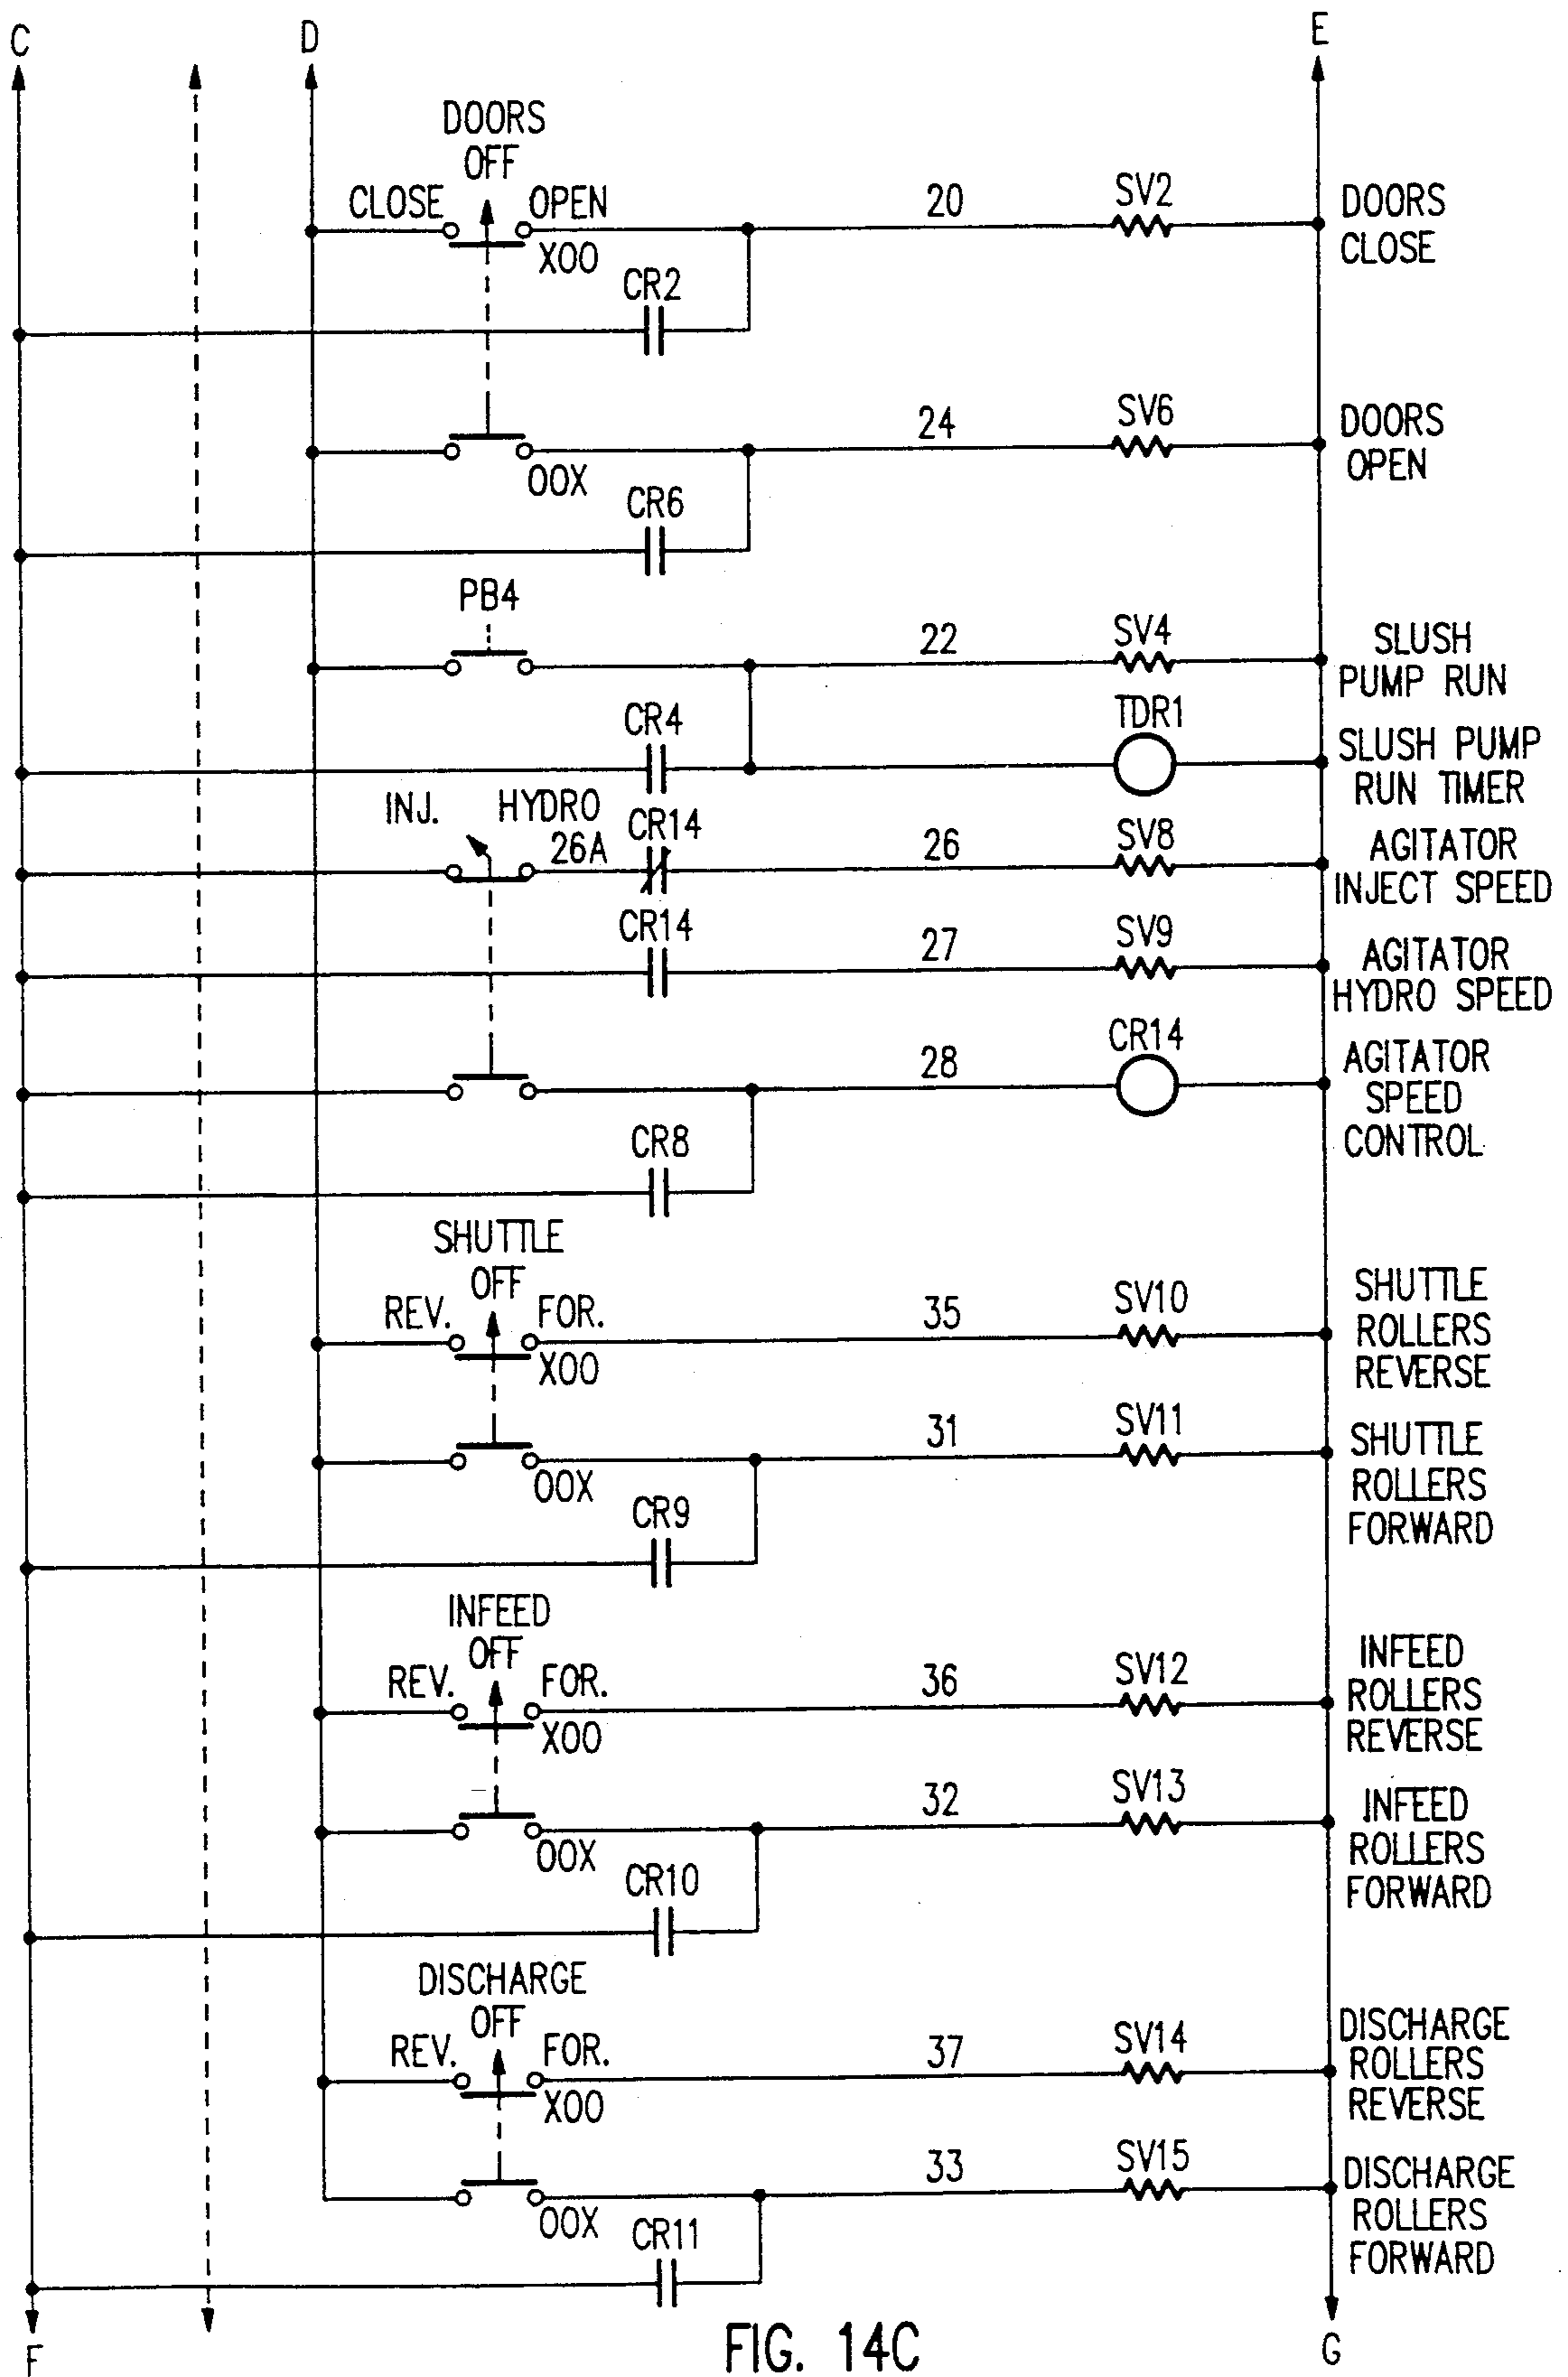 C
D
E
DOORS
OFF
CLOSE
OPEN
XOO
20
SV2
DOORS
CLOSE
CR2
OOX
24
SV6
DOORS
OPEN
CR6
PB4
22
SV4
SLUSH
PUMP RUN
CR4
TDR1
SLUSH PUMP
RUN TIMER
INJ.
HYDRO
26A
CR14
26
SV8
AGITATOR
INJECT SPEED
CR14
27
SV9
AGITATOR
HYDRO SPEED
28
CR14
AGITATOR
SPEED
CONTROL
CR8
SHUTTLE
OFF
REV.
FOR.
XOO
35
SV10
SHUTTLE
ROLLERS
REVERSE
OOX
31
SV11
SHUTTLE
ROLLERS
FORWARD
CR9
INFEED
OFF
REV.
FOR.
XOO
36
SV12
INFEED
ROLLERS
REVERSE
OOX
32
SV13
INFEED
ROLLERS
FORWARD
CR10
DISCHARGE
OFF
REV.
FOR.
XOO
37
SV14
DISCHARGE
ROLLERS
REVERSE
OOX
33
SV15
DISCHARGE
ROLLERS
FORWARD
CR11
F
G
FIG. 14C